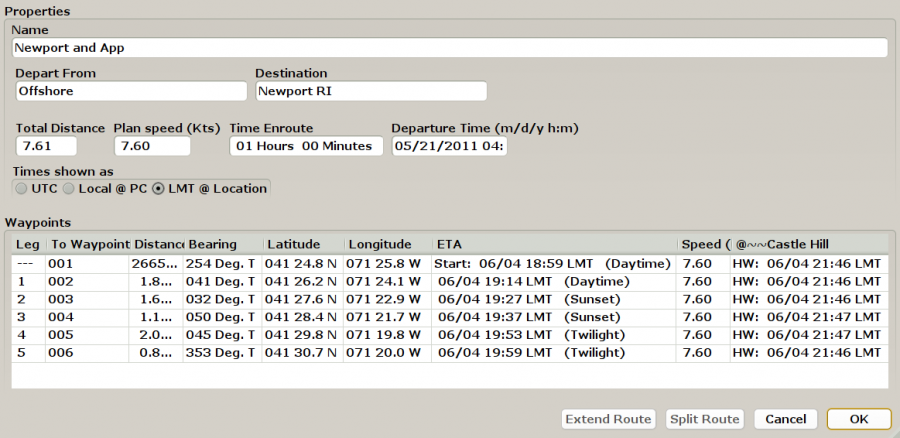 Properties
Name
Newport and App
Depart From Destination
Offshore Newport RI
Total Distance Plan speed (Kts) Time Enroute Departure Time (m/d/y h:m)
7.61 7.60 01 Hours 00 Minutes 05/21/2011 04:
Times shown as
UTC Local @ PC LMT @ Location
Waypoints
Leg To Waypoint Distanc Bearing Latitude Longitude ETA Speed ( @~~Castle Hill
--- 001 2665... 254 Deg. T 041 24.8 N 071 25.8 W Start: 06/04 18:59 LMT (Daytime) 7.60 HW: 06/04 21:46 LMT
1 002 1.8... 041 Deg. T 041 26.2 N 071 24.1 W 06/04 19:14 LMT (Daytime) 7.60 HW: 06/04 21:46 LMT
2 003 1.6... 032 Deg. T 041 27.6 N 071 22.9 W 06/04 19:27 LMT (Sunset) 7.60 HW: 06/04 21:46 LMT
3 004 1.1... 050 Deg. T 041 28.4 N 071 21.7 W 06/04 19:37 LMT (Sunset) 7.60 HW: 06/04 21:47 LMT
4 005 2.0... 045 Deg. T 041 29.8 N 071 19.8 W 06/04 19:53 LMT (Twilight) 7.60 HW: 06/04 21:47 LMT
5 006 0.8... 353 Deg. T 041 30.7 N 071 20.0 W 06/04 19:59 LMT (Twilight) 7.60 HW: 06/04 21:46 LMT
Extend Route Split Route Cancel OK